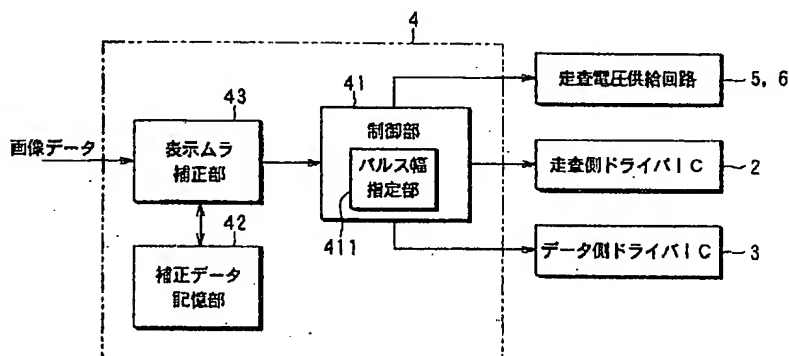 4
43
41
画像データ
表示ムラ
補正部
制御部
パルス幅
指定部
411
42
補正データ
記憶部
走査電圧供給回路
5, 6
走査側ドライバIC
2
データ側ドライバIC
3